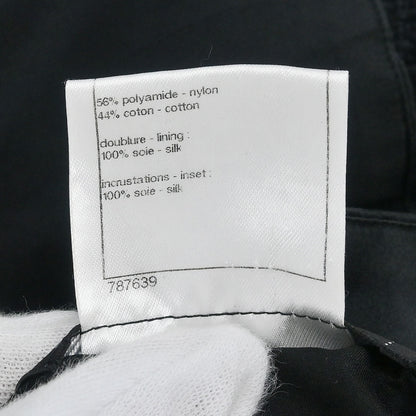 56% polyamide - nylon
44% coton - cotton
doublure - lining :
100% soie - silk
incrustations - inset :
100% soie - silk
787639